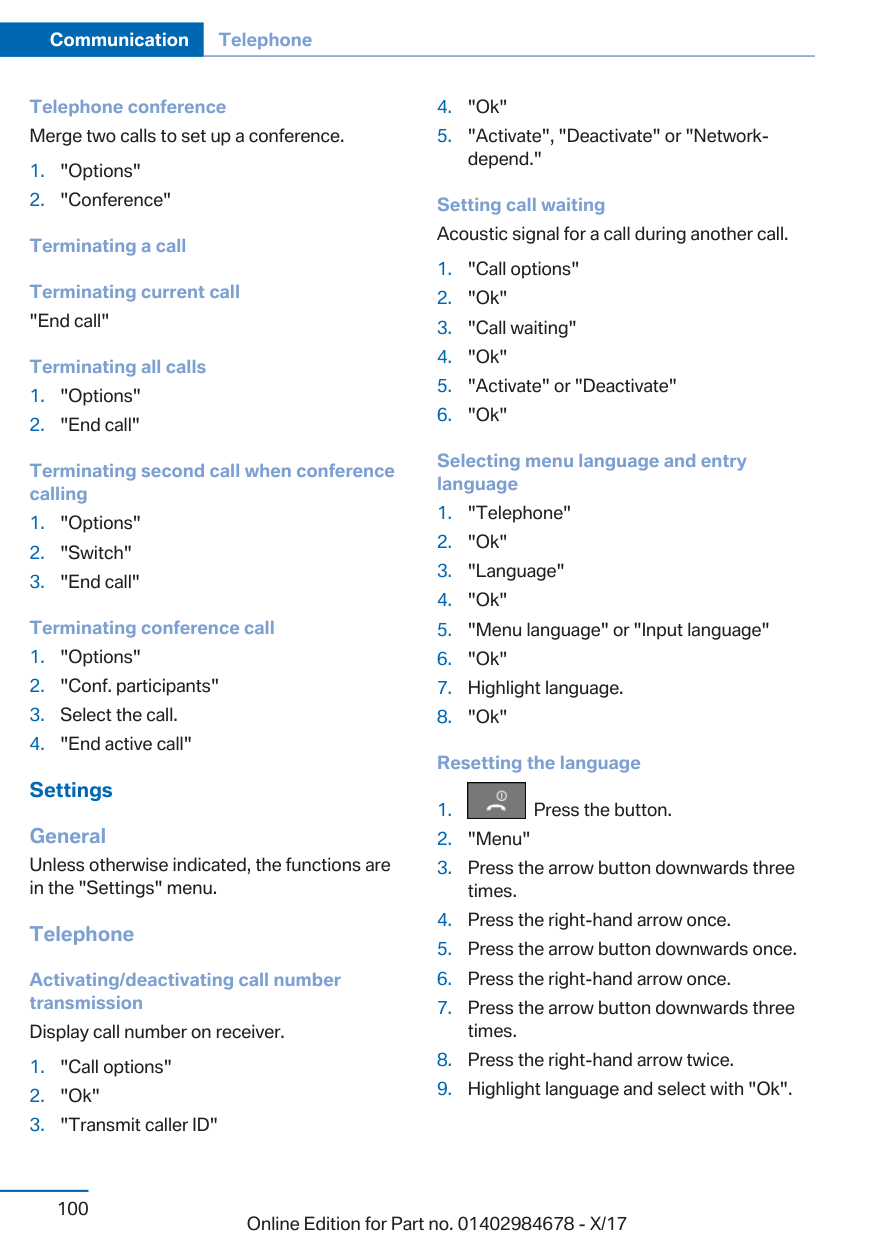 Communication Telephone
Telephone conference
Merge two calls to set up a conference.
1. "Options"
2. "Conference"
Terminating a call
Terminating current call
"End call"
Terminating all calls
1. "Options"
2. "End call"
Terminating second call when conference
calling
1. "Options"
2. "Switch"
3. "End call"
Terminating conference call
1. "Options"
2. "Conf. participants"
3. Select the call.
4. "End active call"
Settings
General
Unless otherwise indicated, the functions are
in the "Settings" menu.
Telephone
Activating/deactivating call number
transmission
Display call number on receiver.
1. "Call options"
2. "Ok"
3. "Transmit caller ID"
4. "Ok"
5. "Activate", "Deactivate" or "Network-
depend."
Setting call waiting
Acoustic signal for a call during another call.
1. "Call options"
2. "Ok"
3. "Call waiting"
4. "Ok"
5. "Activate" or "Deactivate"
6. "Ok"
Selecting menu language and entry
language
1. "Telephone"
2. "Ok"
3. "Language"
4. "Ok"
5. "Menu language" or "Input language"
6. "Ok"
7. Highlight language.
8. "Ok"
Resetting the language
1. Press the button.
2. "Menu"
3. Press the arrow button downwards three
times.
4. Press the right-hand arrow once.
5. Press the arrow button downwards once.
6. Press the right-hand arrow once.
7. Press the arrow button downwards three
times.
8. Press the right-hand arrow twice.
9. Highlight language and select with "Ok".
100
Online Edition for Part no. 01402984678 - X/17